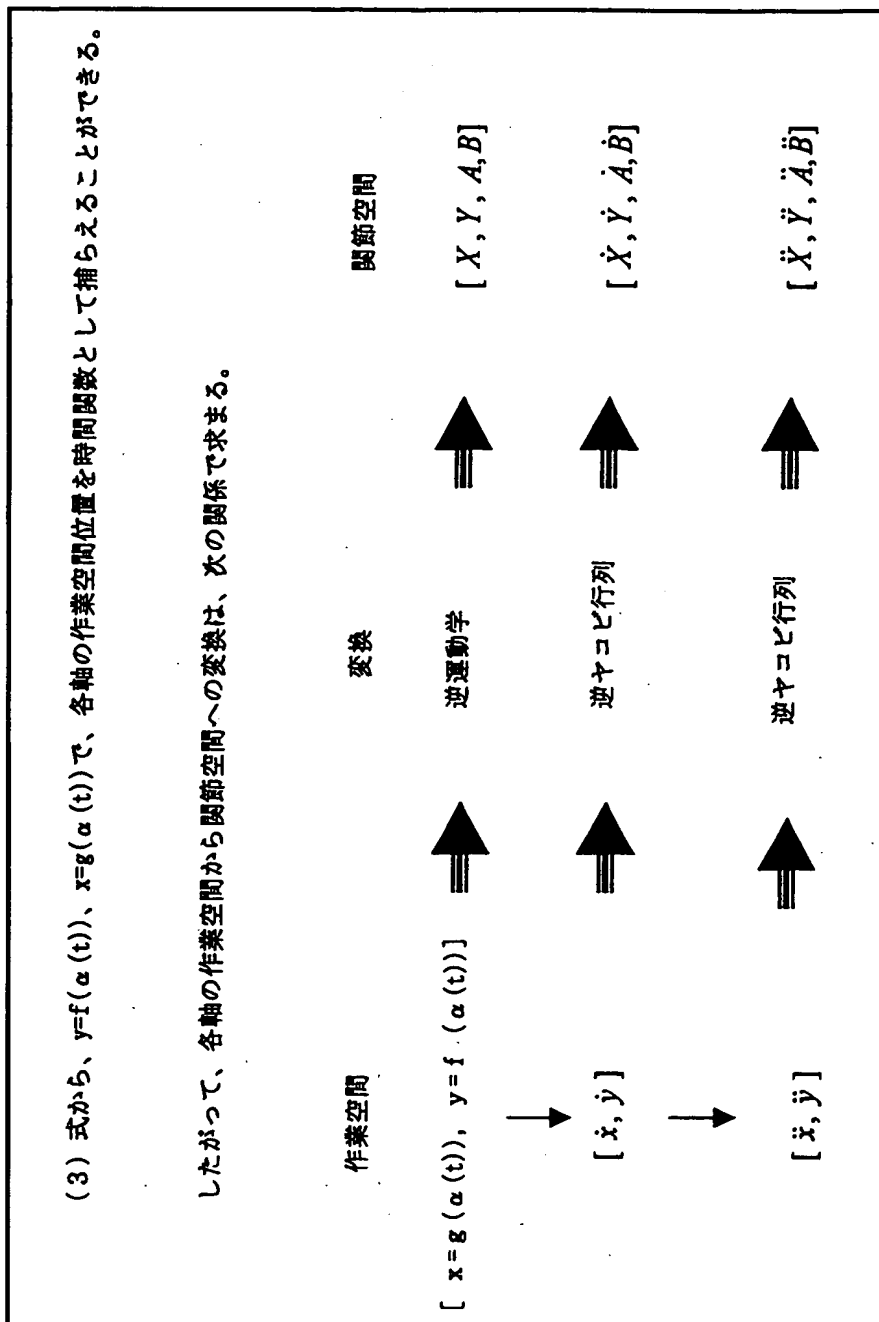 (3) 式から、y=f(α(t))、x=g(α(t))で、各軸の作業空間位置を時間関数として捕らえることができる。
したがって、各軸の作業空間から関節空間への変換は、次の関係で求まる。
作業空間 変換 関節空間
[ x=g(α(t)), y=f (α(t))] 逆運動学 [ X , Y , A, B]
[ ẋ, ẏ ] 逆ヤコビ行列 [ Ẋ , Ẏ , Ȧ, Ḃ]
[ ẍ, ÿ ] 逆ヤコビ行列 [ Ẍ , Ÿ , Ä, B̈]